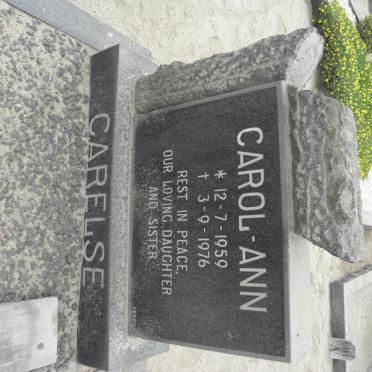 CAROL-ANN
* 12-7-1959
† 3-9-1976
REST IN PEACE,
OUR LOVING DAUGHTER
AND SISTER
CARELSE